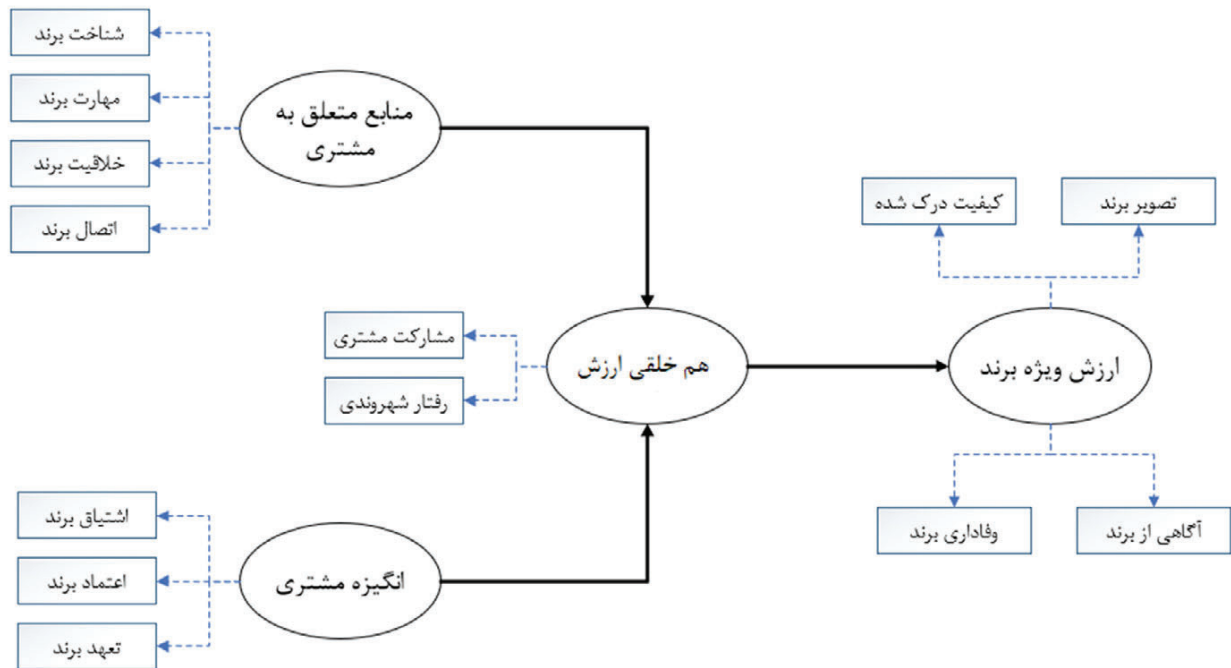 شناخت برند
مهارت برند
خلاقیت برند
اتصال برند
منابع متعلق به
مشتری
کیفیت درک شده
تصویر برند
مشارکت مشتری
رفتار شهروندی
هم خلقی ارزش
ارزش ویژه برند
وفاداری برند
آگاهی از برند
اشتیاق برند
اعتماد برند
تعهد برند
انگیزه مشتری